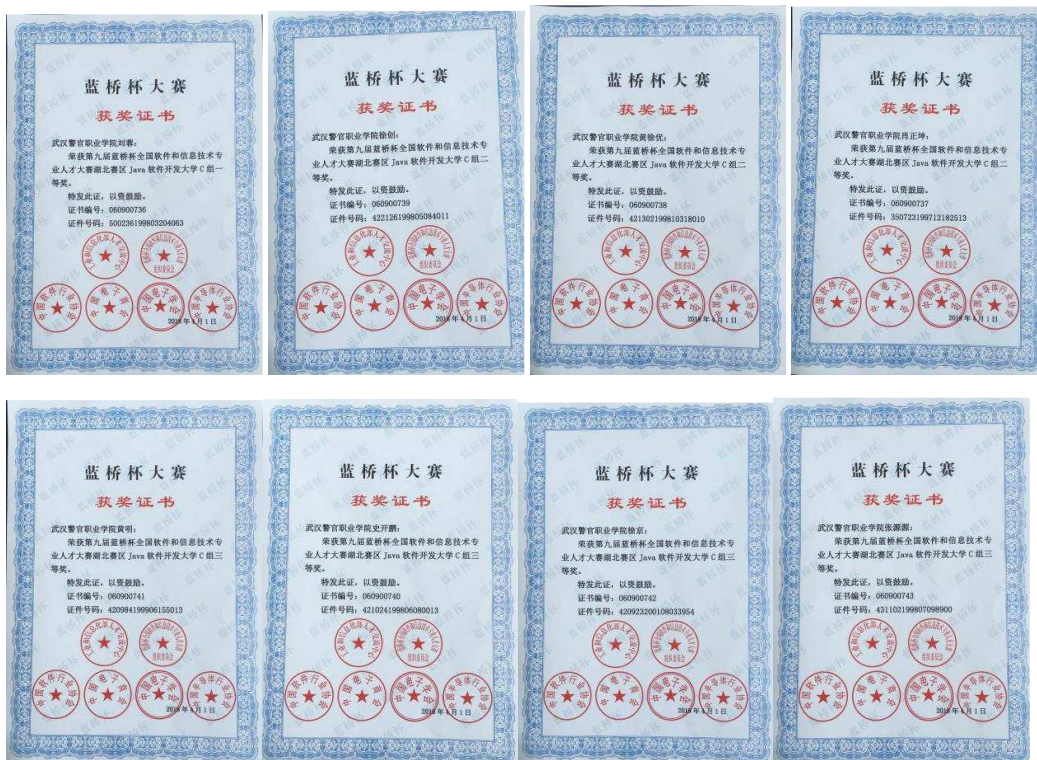 蓝桥杯大赛
获奖证书
武汉警官职业学院刘蓉:
荣获第九届蓝桥杯全国软件和信息技术专
业人才大赛湖北赛区 Java 软件开发大学 C 组一
等奖。
特发此证，以资鼓励。
证书编号：060900736
证件号码：500236199803204063
2018 年 4 月 1 日
蓝桥杯大赛
获奖证书
武汉警官职业学院徐创:
荣获第九届蓝桥杯全国软件和信息技术专
业人才大赛湖北赛区 Java 软件开发大学 C 组二
等奖。
特发此证，以资鼓励。
证书编号：060900739
证件号码：422126199805084011
2018 年 4 月 1 日
蓝桥杯大赛
获奖证书
武汉警官职业学院黄徐优:
荣获第九届蓝桥杯全国软件和信息技术专
业人才大赛湖北赛区 Java 软件开发大学 C 组二
等奖。
特发此证，以资鼓励。
证书编号：060900738
证件号码：421302199810318010
2018 年 4 月 1 日
蓝桥杯大赛
获奖证书
武汉警官职业学院肖正坤:
荣获第九届蓝桥杯全国软件和信息技术专
业人才大赛湖北赛区 Java 软件开发大学 C 组二
等奖。
特发此证，以资鼓励。
证书编号：060900737
证件号码：350723199712182513
2018 年 4 月 1 日
蓝桥杯大赛
获奖证书
武汉警官职业学院黄明:
荣获第九届蓝桥杯全国软件和信息技术专
业人才大赛湖北赛区 Java 软件开发大学 C 组三
等奖。
特发此证，以资鼓励。
证书编号：060900741
证件号码：420984199906155013
2018 年 4 月 1 日
蓝桥杯大赛
获奖证书
武汉警官职业学院史开鹏:
荣获第九届蓝桥杯全国软件和信息技术专
业人才大赛湖北赛区 Java 软件开发大学 C 组三
等奖。
特发此证，以资鼓励。
证书编号：060900740
证件号码：421024199806080013
2018 年 4 月 1 日
蓝桥杯大赛
获奖证书
武汉警官职业学院徐京:
荣获第九届蓝桥杯全国软件和信息技术专
业人才大赛湖北赛区 Java 软件开发大学 C 组三
等奖。
特发此证，以资鼓励。
证书编号：060900742
证件号码：420923200108033954
2018 年 4 月 1 日
蓝桥杯大赛
获奖证书
武汉警官职业学院张源源:
荣获第九届蓝桥杯全国软件和信息技术专
业人才大赛湖北赛区 Java 软件开发大学 C 组三
等奖。
特发此证，以资鼓励。
证书编号：060900743
证件号码：431102199807098900
2018 年 4 月 1 日